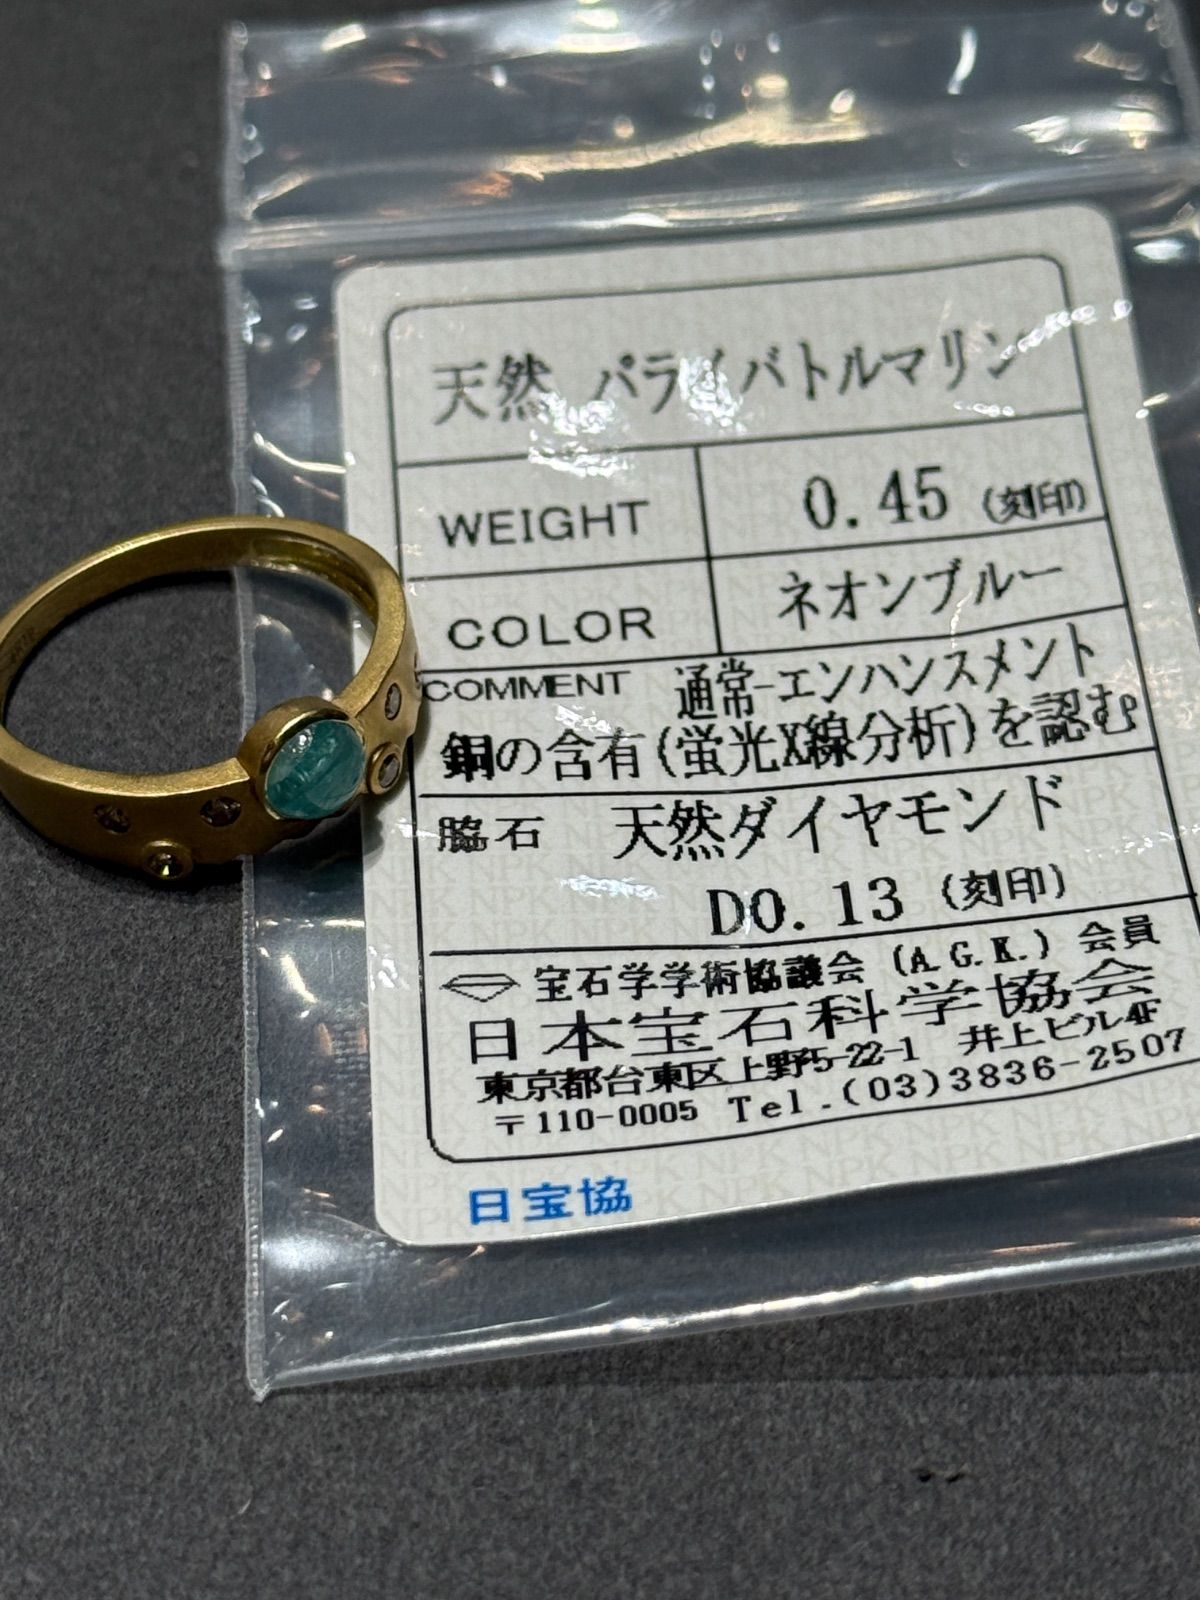 天然 パライバトルマリン
WEIGHT 0.45 (刻印)
COLOR ネオンブルー
COMMENT 通常-エンハンスメント
銅の含有(蛍光X線分析)を認む
脇石 天然ダイヤモンド
D0.13 (刻印)
宝石学学術協議会 (A.G.K.) 会員
日本宝石科学協会
東京都台東区上野5-22-1 井上ビル4F
〒110-0005 Tel.(03)3836-2507
日宝協